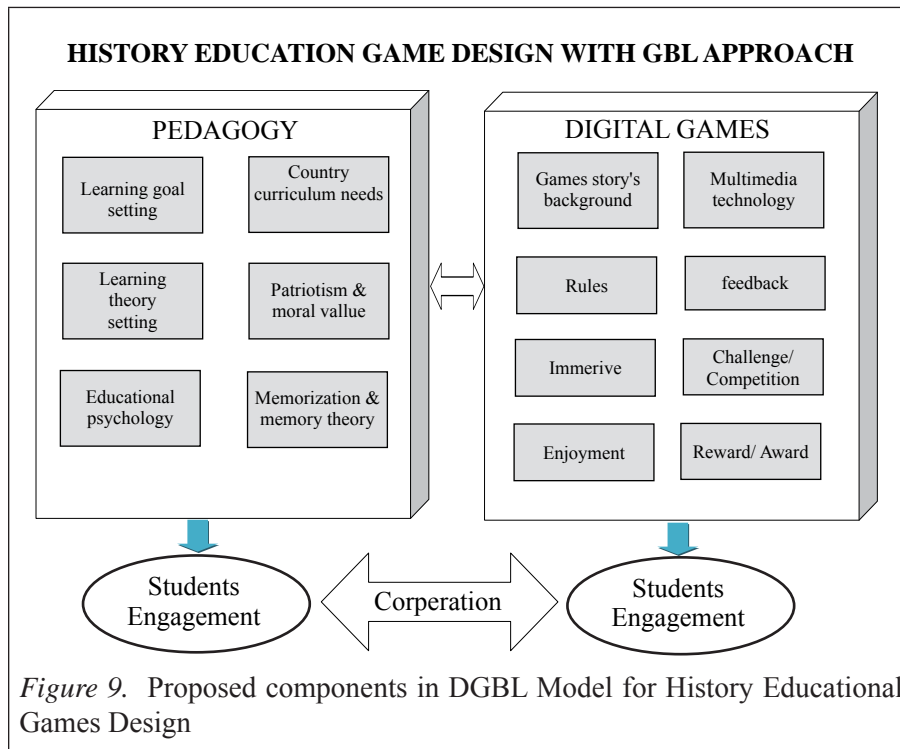 HISTORY EDUCATION GAME DESIGN WITH GBL APPROACH
PEDAGOGY
Learning goal
setting
Country
curriculum needs
Learning
theory
setting
Patriotism &
moral vallue
Educational
psychology
Memorization &
memory theory
DIGITAL GAMES
Games story's
background
Multimedia
technology
Rules
feedback
Immerive
Challenge/
Competition
Enjoyment
Reward/ Award
Students
Engagement
Corperation
Students
Engagement
Figure 9. Proposed components in DGBL Model for History Educational
Games Design